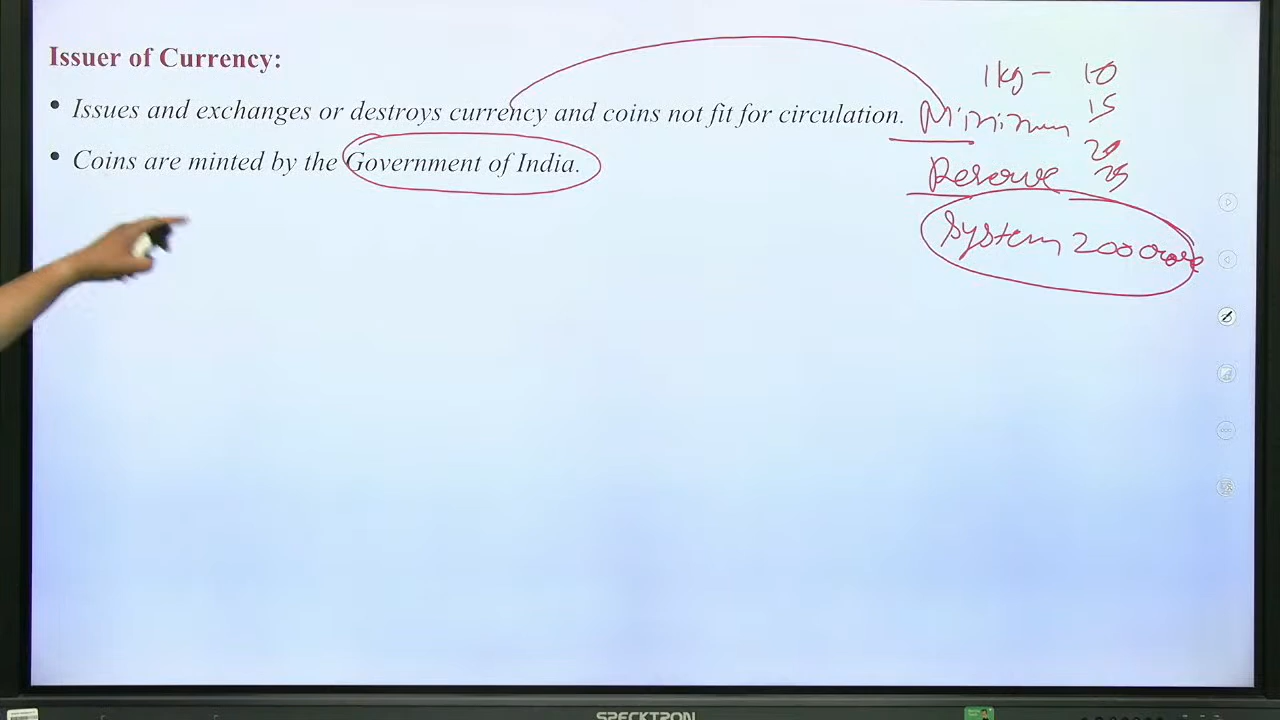 Issuer of Currency:
• Issues and exchanges or destroys currency and coins not fit for circulation.
• Coins are minted by the Government of India.
1kg - 10
15
20
25
Minimum
Reserve
System 200 crore
SPECKTRON